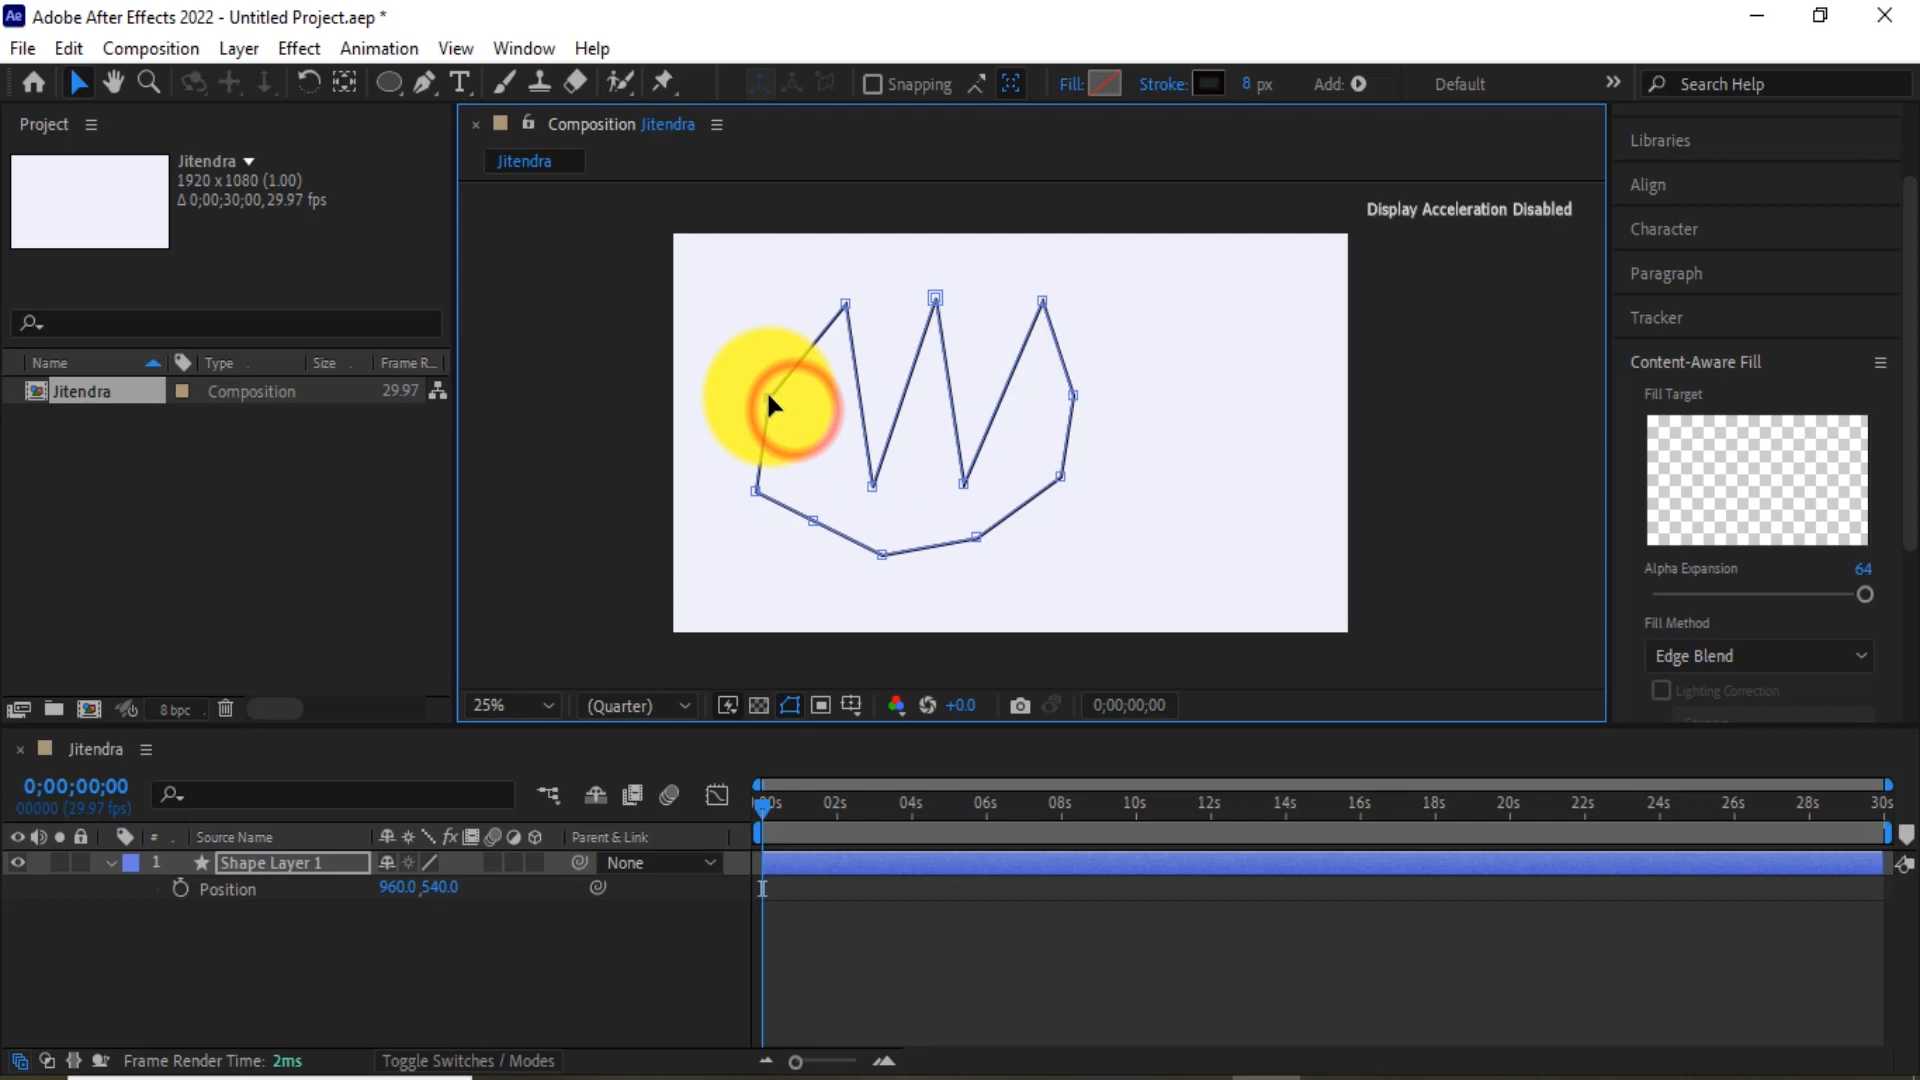 Ae Adobe After Effects 2022 - Untitled Project.aep *
File Edit Composition Layer Effect Animation View Window Help
Snapping Fill: Stroke: 8 px Add: Default Search Help
Project
Jitendra
1920 x 1080 (1.00)
Δ 0;00;30;00, 29.97 fps
Name Type Size Frame R...
Jitendra Composition 29.97
8 bpc
Composition Jitendra
Jitendra
Display Acceleration Disabled
25% (Quarter) +0.0 0;00;00;00
Libraries
Align
Character
Paragraph
Tracker
Content-Aware Fill
Fill Target
Alpha Expansion 64
Fill Method
Edge Blend
Lighting Correction
Jitendra
0;00;00;00
00000 (29.97 fps)
02s 04s 06s 08s 10s 12s 14s 16s 18s 20s 22s 24s 26s 28s 30s
# Source Name fx Parent & Link
1 Shape Layer 1 None
Position 960.0,540.0
Frame Render Time: 2ms Toggle Switches / Modes